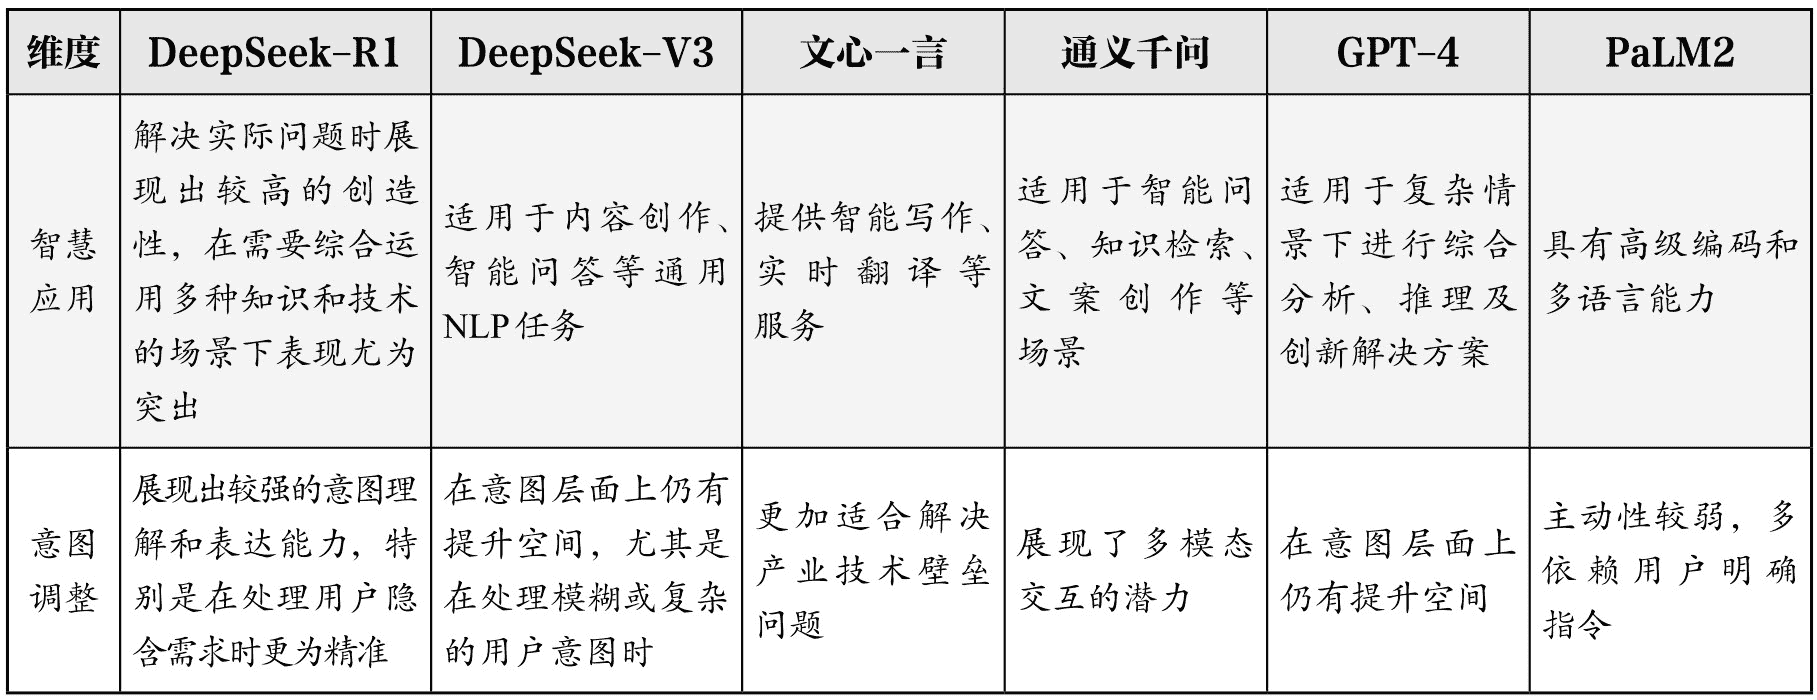 维度
DeepSeek-R1
DeepSeek-V3
文心一言
通义千问
GPT-4
PaLM2
智慧
应用
解决实际问题时展
现出较高的创造
性，在需要综合运
用多种知识和技术
的场景下表现尤为
突出
适用于内容创作、
智能问答等通用
NLP任务
提供智能写作、
实时翻译等
服务
适用于智能问
答、知识检索、
文案创作等
场景
适用于复杂情
景下进行综合
分析、推理及
创新解决方案
具有高级编码和
多语言能力
意图
调整
展现出较强的意图理
解和表达能力，特
别是在处理用户隐
含需求时更为精准
在意图层面上仍有
提升空间，尤其是
在处理模糊或复杂
的用户意图时
更加适合解决
产业技术壁垒
问题
展现了多模态
交互的潜力
在意图层面上
仍有提升空间
主动性较弱，多
依赖用户明确
指令